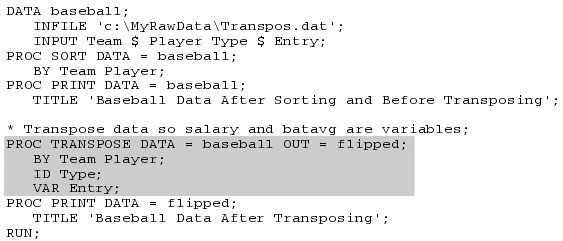 DATA baseball;
INFILE 'c:\MyRawData\Transpos.dat';
INPUT Team $ Player Type $ Entry;
PROC SORT DATA = baseball;
BY Team Player;
PROC PRINT DATA = baseball;
TITLE 'Baseball Data After Sorting and Before Transposing';
* Transpose data so salary and batavg are variables;
PROC TRANSPOSE DATA = baseball OUT = flipped;
BY Team Player;
ID Type;
VAR Entry;
PROC PRINT DATA = flipped;
TITLE 'Baseball Data After Transposing';
RUN;